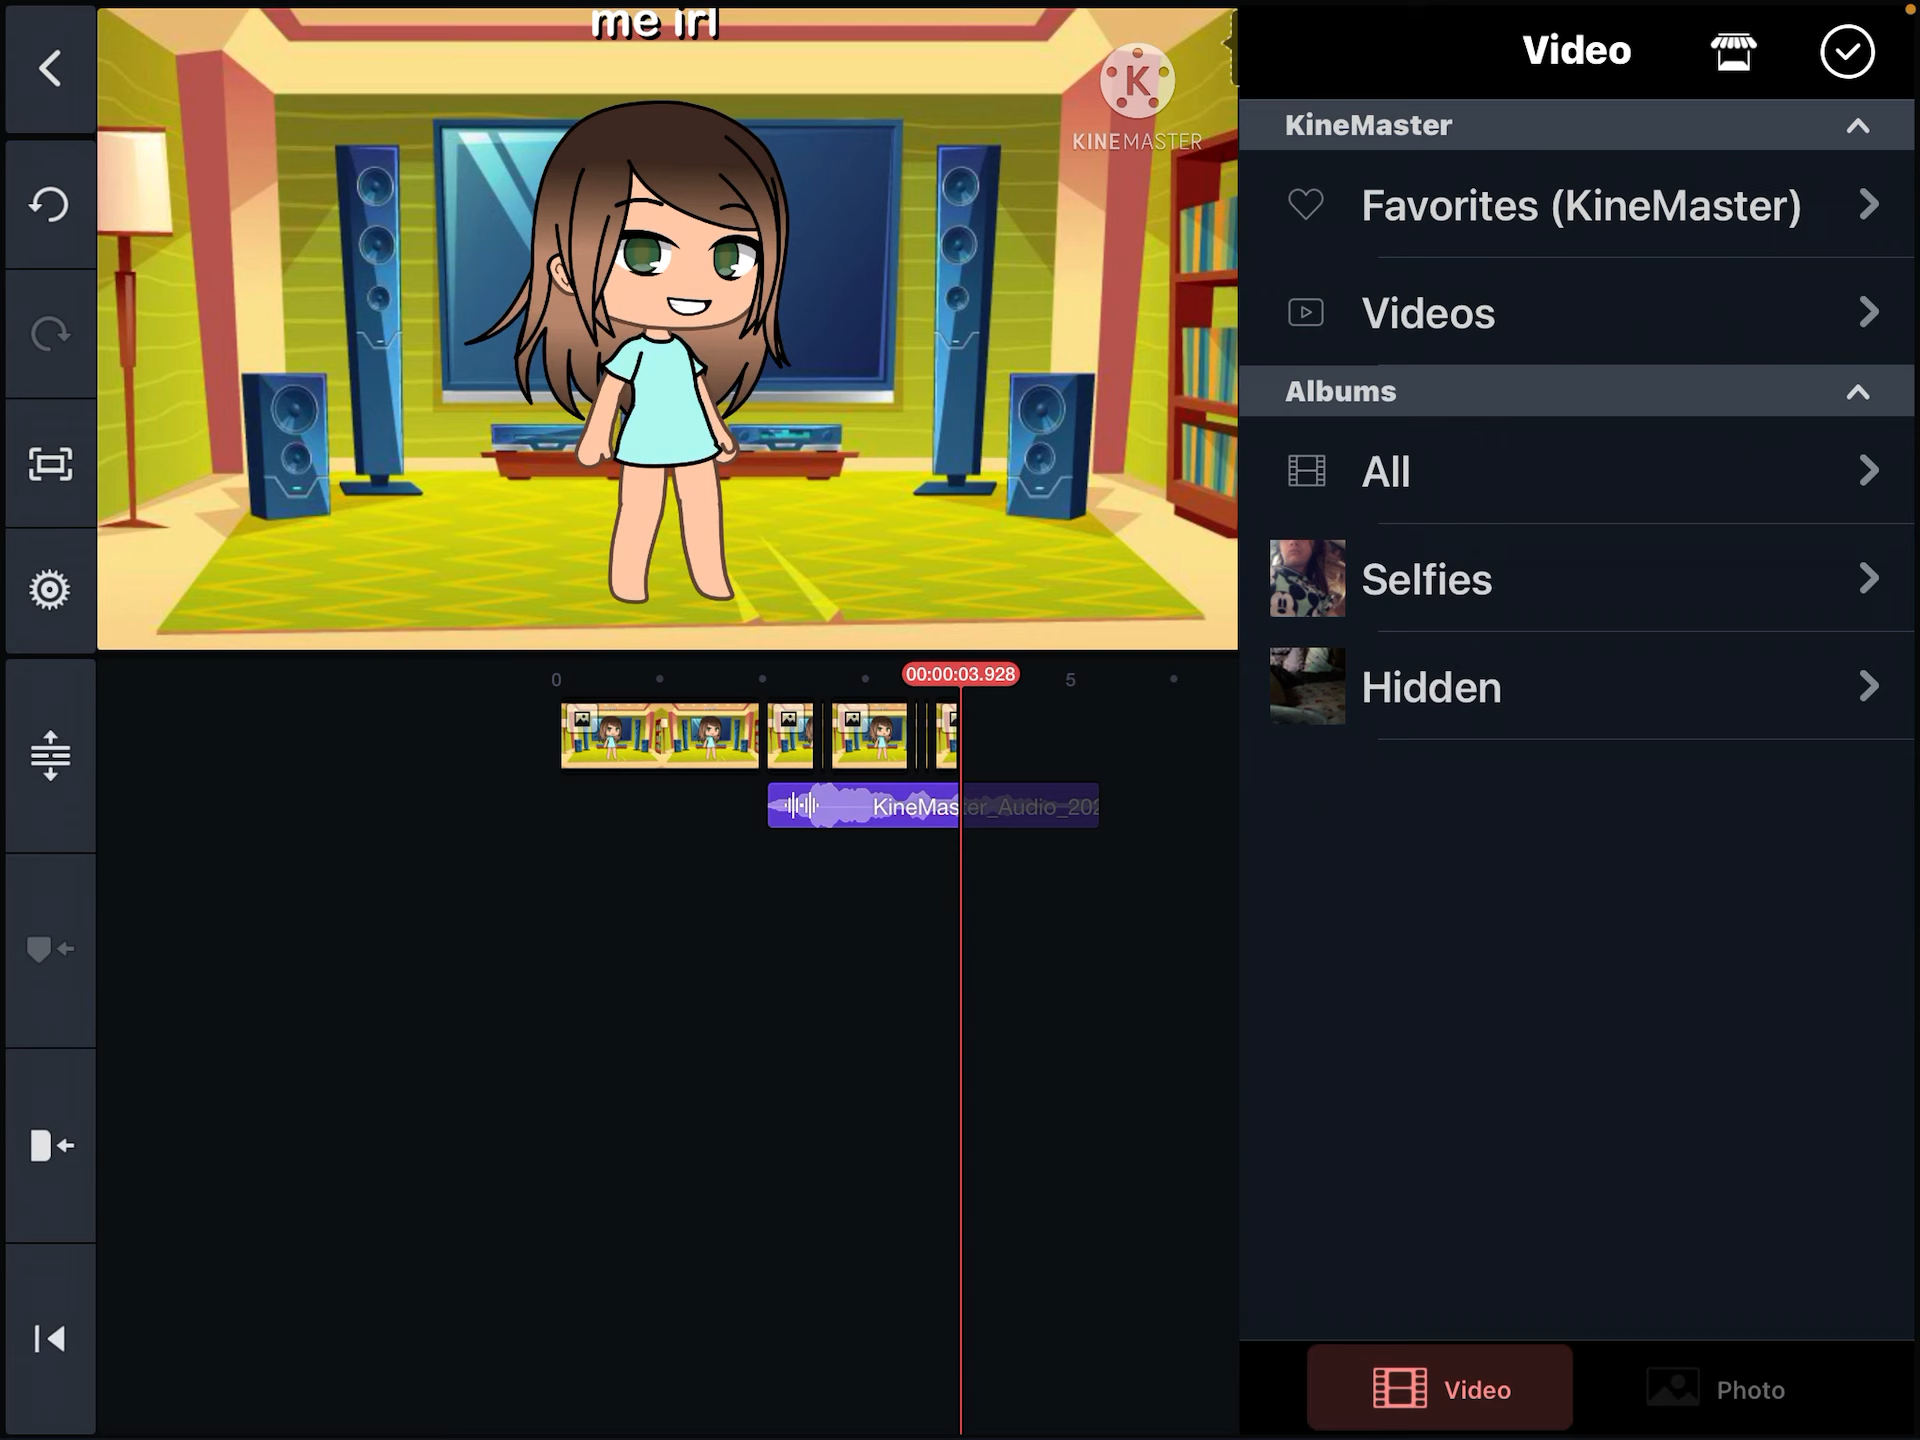 me irl
K
KINEMASTER
Video
KineMaster
Favorites (KineMaster)
Videos
Albums
All
Selfies
Hidden
0
00:00:03.928
5
KineMaster_Audio_202
Video
Photo